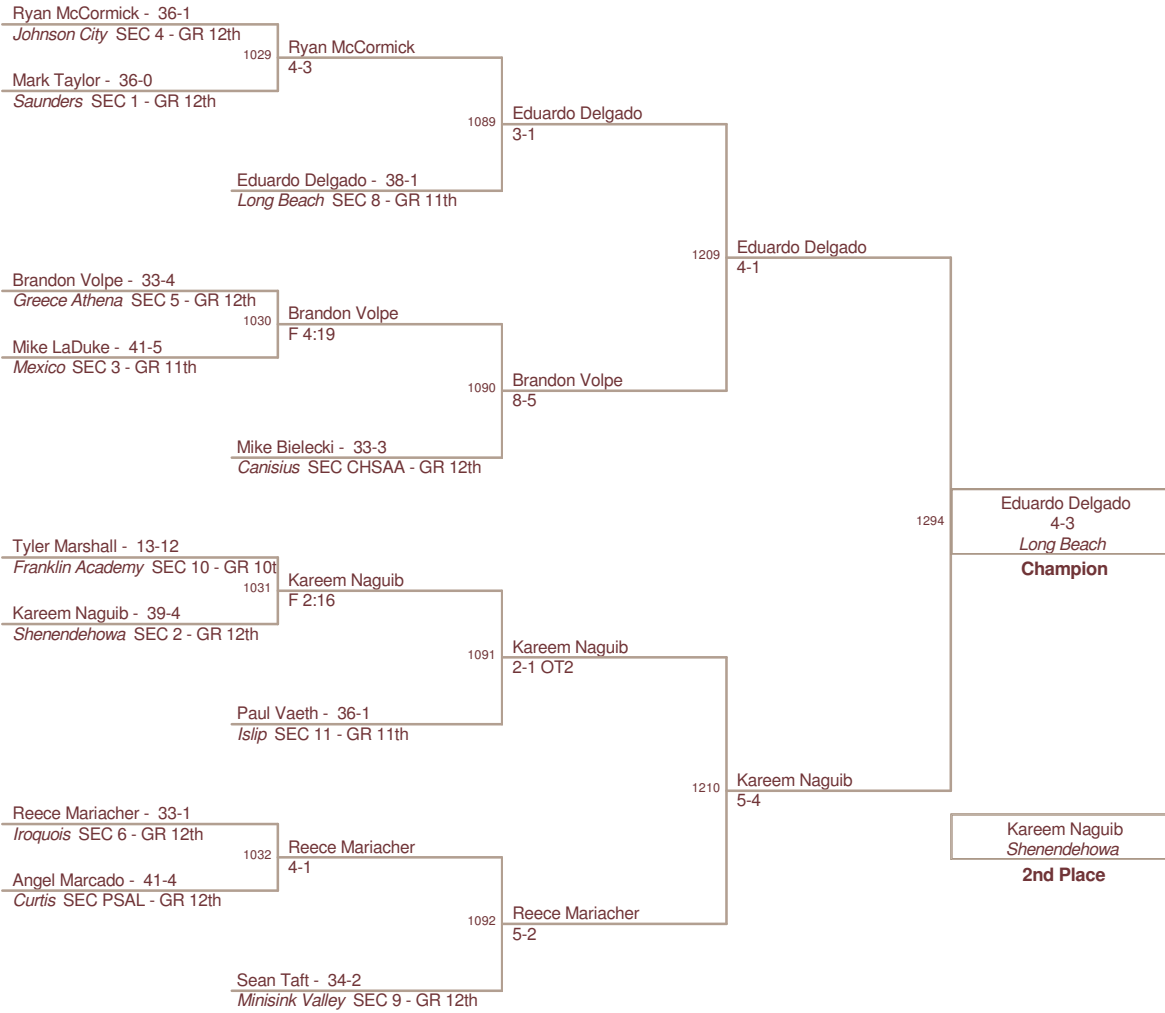 Ryan McCormick - 36-1
Johnson City SEC 4 - GR 12th
1029
Ryan McCormick
4-3
Mark Taylor - 36-0
Saunders SEC 1 - GR 12th
1089
Eduardo Delgado
3-1
Eduardo Delgado - 38-1
Long Beach SEC 8 - GR 11th
1209
Eduardo Delgado
4-1
Brandon Volpe - 33-4
Greece Athena SEC 5 - GR 12th
1030
Brandon Volpe
F 4:19
Mike LaDuke - 41-5
Mexico SEC 3 - GR 11th
1090
Brandon Volpe
8-5
Mike Bielecki - 33-3
Canisius SEC CHSAA - GR 12th
1294
Eduardo Delgado
4-3
Long Beach
Champion
Tyler Marshall - 13-12
Franklin Academy SEC 10 - GR 10t
1031
Kareem Naguib
F 2:16
Kareem Naguib - 39-4
Shenendehowa SEC 2 - GR 12th
1091
Kareem Naguib
2-1 OT2
Paul Vaeth - 36-1
Islip SEC 11 - GR 11th
1210
Kareem Naguib
5-4
Reece Mariacher - 33-1
Iroquois SEC 6 - GR 12th
1032
Reece Mariacher
4-1
Angel Marcado - 41-4
Curtis SEC PSAL - GR 12th
1092
Reece Mariacher
5-2
Sean Taft - 34-2
Minisink Valley SEC 9 - GR 12th
Kareem Naguib
Shenendehowa
2nd Place